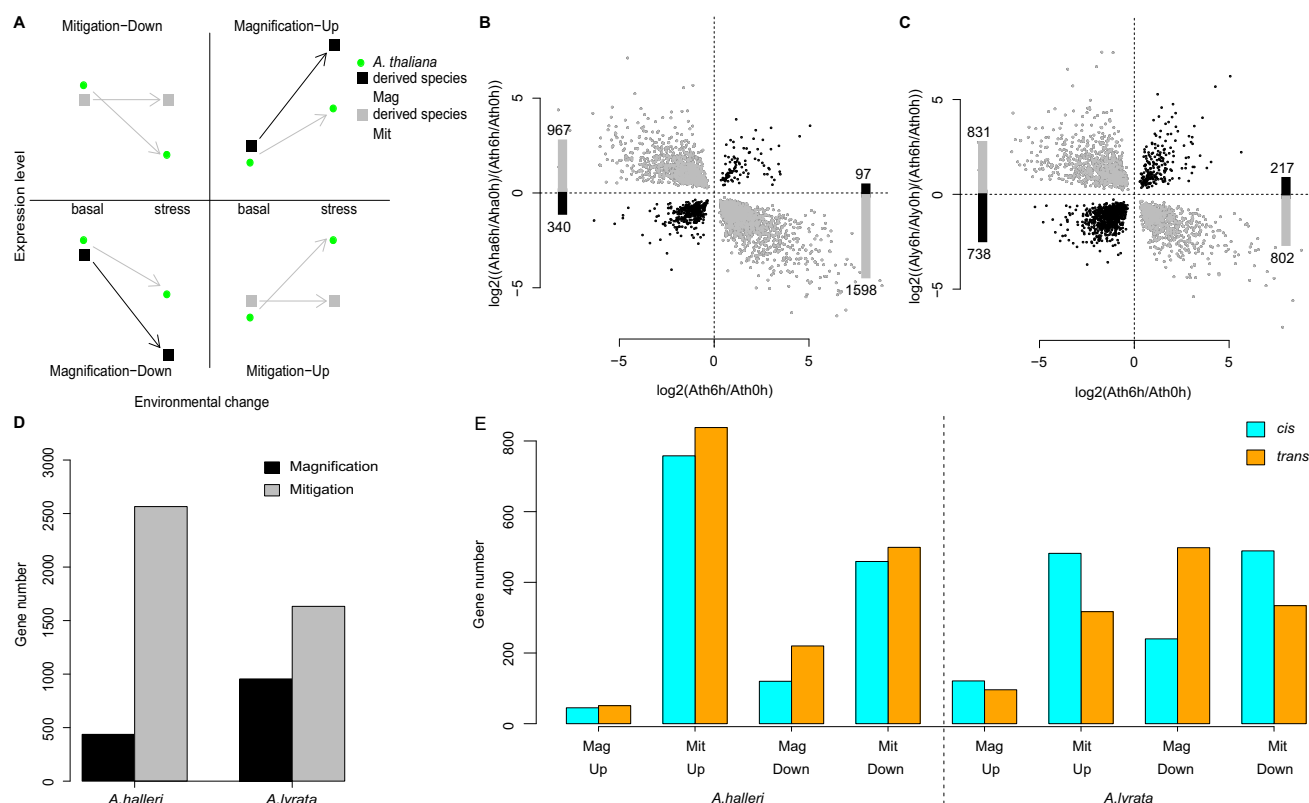 A
Mitigation−Down
Magnification−Up
A. thaliana
derived species
Mag
derived species
Mit
Expression level
basal
stress
basal
stress
Magnification−Down
Mitigation−Up
Environmental change
B
log2((Aha6h/Aha0h)/(Ath6h/Ath0h))
5
0
−5
967
340
97
1598
−5
0
5
log2(Ath6h/Ath0h)
C
log2((Aly6h/Aly0h)/(Ath6h/Ath0h))
5
0
−5
831
738
217
802
−5
0
5
log2(Ath6h/Ath0h)
D
Gene number
3000
2500
2000
1500
1000
500
0
Magnification
Mitigation
A.halleri
A.lyrata
E
Gene number
800
600
400
200
0
cis
trans
Mag
Up
Mit
Up
Mag
Down
Mit
Down
Mag
Up
Mit
Up
Mag
Down
Mit
Down
A.halleri
A.lyrata